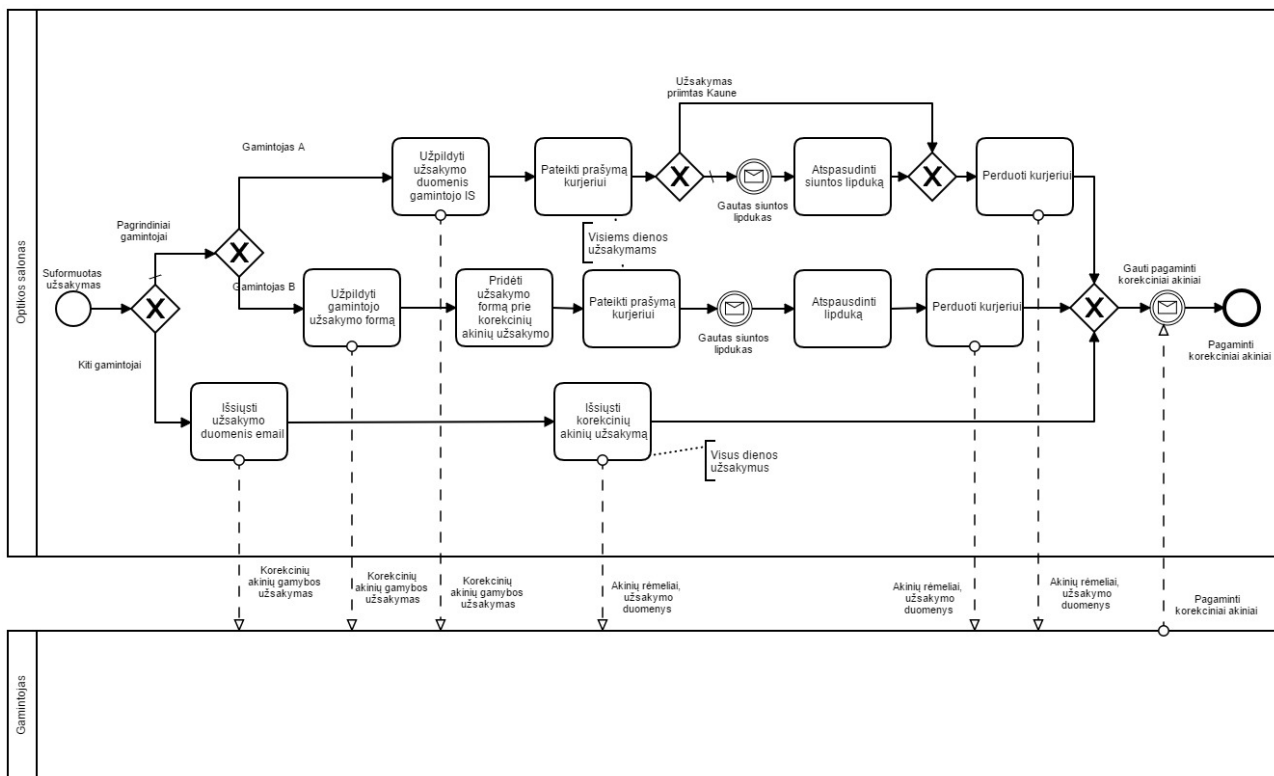 Optikos salonas
Užsakymas
priimtas Kaune
Gamintojas A
Užpildyti
užsakymo
duomenis
gamintojo IS
Pateikti prašymą
kurjeriui
Gautas siuntos
lipdukas
Atspasudinti
siuntos lipduką
Perduoti kurjeriui
Pagrindiniai
gamintojai
Visiems dienos
užsakymams
Suformuotas
užsakymas
Gamintojas B
Užpildyti
gamintojo
užsakymo formą
Pridėti
užsakymo
formą prie
korekcinių
akinių užsakymo
Pateikti prašymą
kurjeriui
Gautas siuntos
lipdukas
Atspausdinti
lipduką
Perduoti kurjeriui
Gauti pagaminti
korekciniai akiniai
Pagaminti
korekciniai akiniai
Kiti gamintojai
Išsiųsti
užsakymo
duomenis email
Išsiųsti
korekcinių
akinių užsakymą
Visus dienos
užsakymus
Korekcinių
akinių gamybos
užsakymas
Korekcinių
akinių gamybos
užsakymas
Korekcinių
akinių gamybos
užsakymas
Akinių rėmeliai,
užsakymo
duomenys
Akinių rėmeliai,
užsakymo
duomenys
Akinių rėmeliai,
užsakymo
duomenys
Pagaminti
korekciniai akiniai
Gamintojas